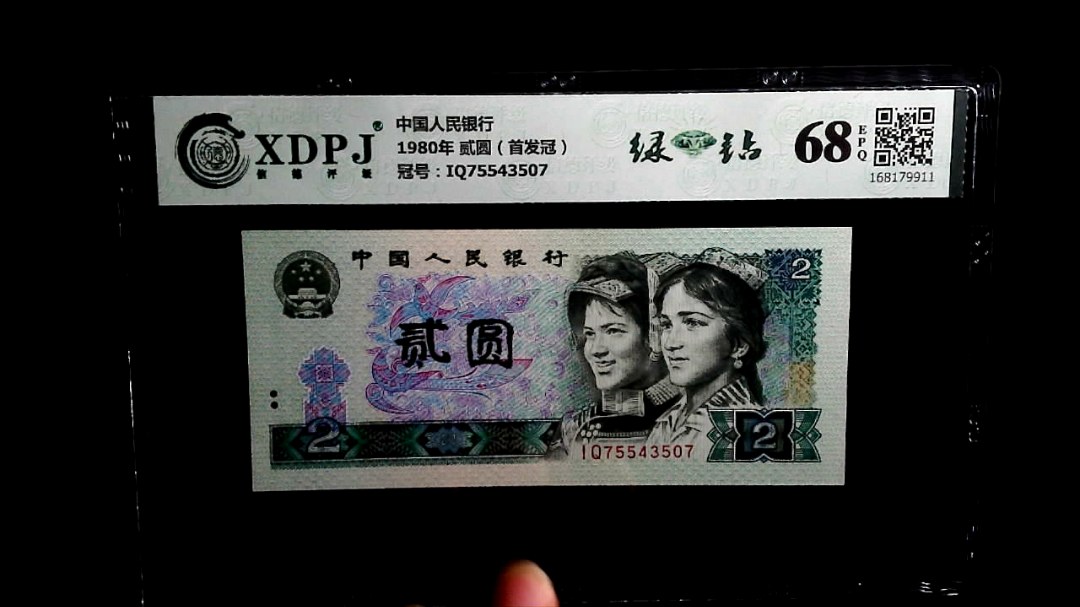 XDPJ®
信德评级
中国人民银行
1980年 贰圆（首发冠）
冠号：IQ75543507
绿钻
68
EPQ
168179911
中国人民银行
2
贰圆
2
IQ75543507
2